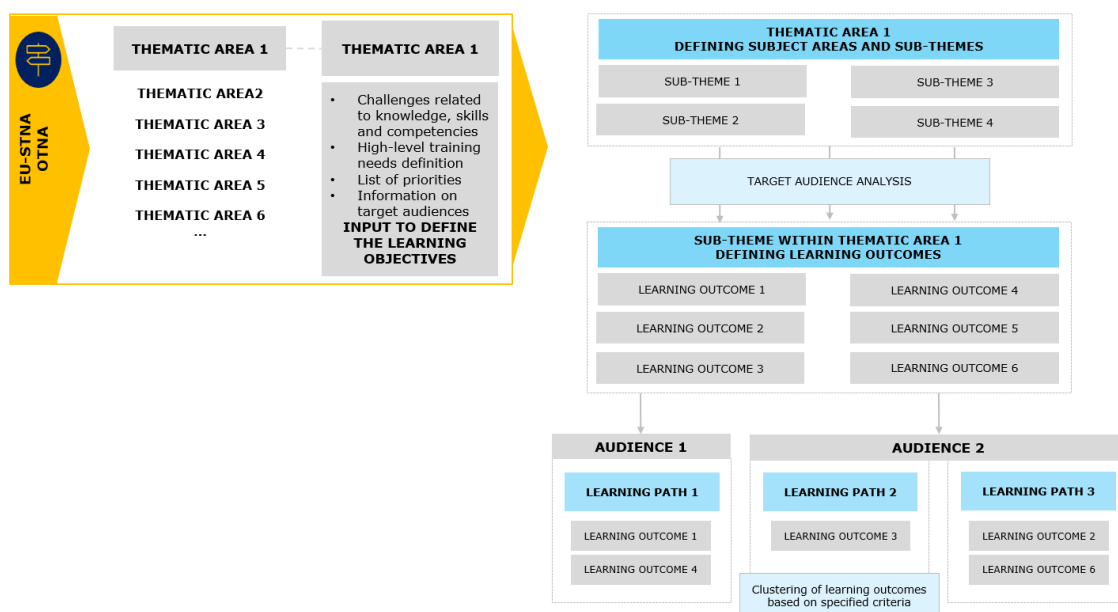 EU-STNA
OTNA
THEMATIC AREA 1
THEMATIC AREA2
THEMATIC AREA 3
THEMATIC AREA 4
THEMATIC AREA 5
THEMATIC AREA 6
...
THEMATIC AREA 1
• Challenges related
to knowledge, skills
and competencies
• High-level training
needs definition
• List of priorities
• Information on
target audiences
INPUT TO DEFINE
THE LEARNING
OBJECTIVES
THEMATIC AREA 1
DEFINING SUBJECT AREAS AND SUB-THEMES
SUB-THEME 1
SUB-THEME 3
SUB-THEME 2
SUB-THEME 4
TARGET AUDIENCE ANALYSIS
SUB-THEME WITHIN THEMATIC AREA 1
DEFINING LEARNING OUTCOMES
LEARNING OUTCOME 1
LEARNING OUTCOME 4
LEARNING OUTCOME 2
LEARNING OUTCOME 5
LEARNING OUTCOME 3
LEARNING OUTCOME 6
AUDIENCE 1
LEARNING PATH 1
LEARNING OUTCOME 1
LEARNING OUTCOME 4
AUDIENCE 2
LEARNING PATH 2
LEARNING OUTCOME 3
LEARNING PATH 3
LEARNING OUTCOME 2
LEARNING OUTCOME 6
Clustering of learning outcomes
based on specified criteria